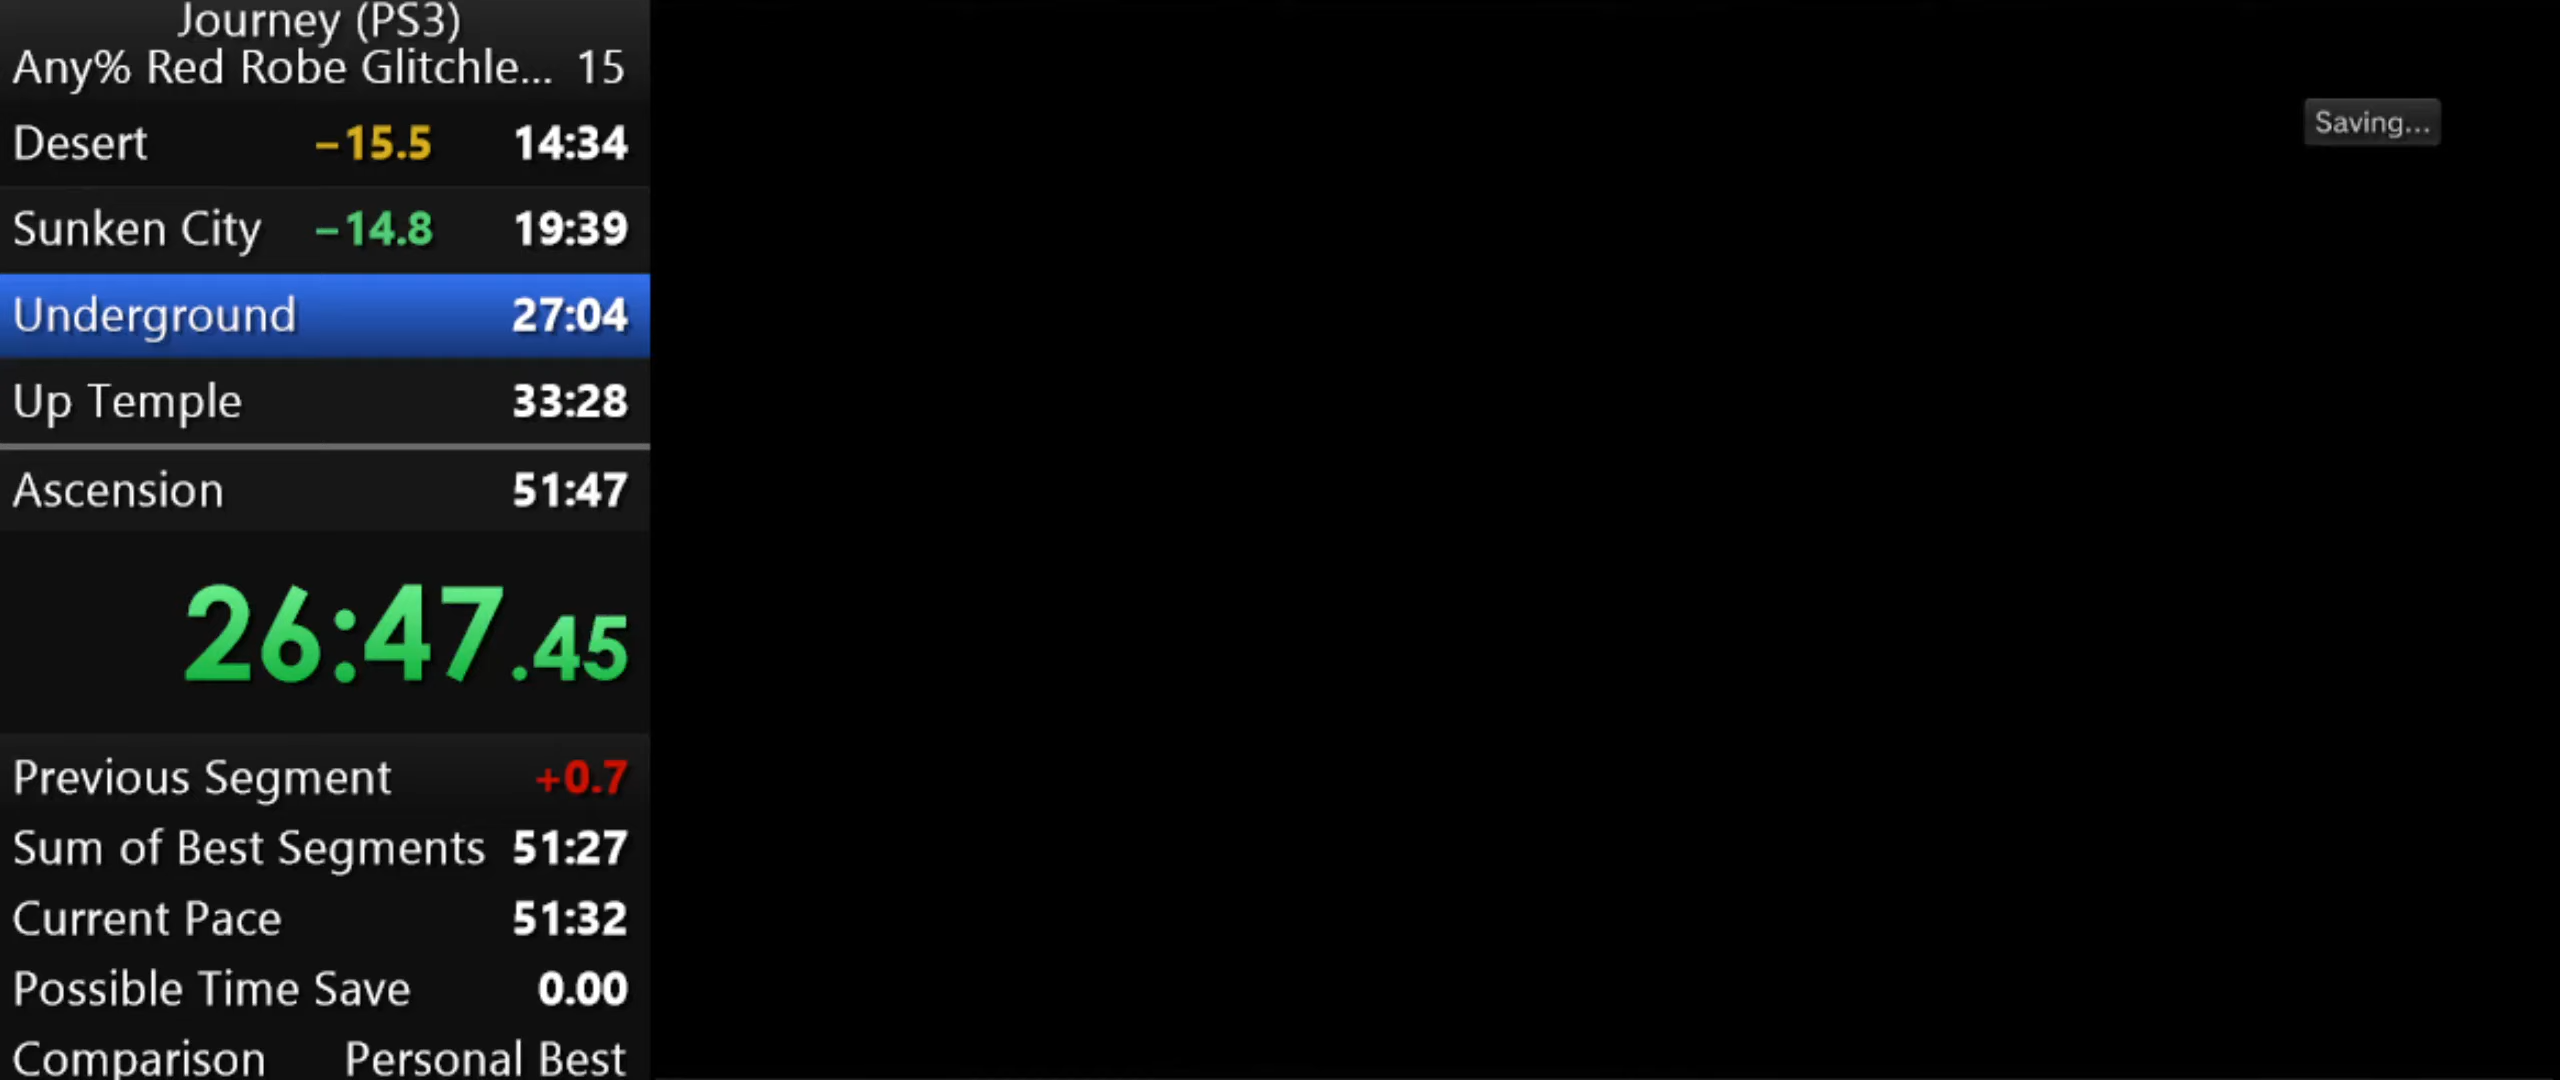 Journey (PS3)
Any% Red Robe Glitchle... 15
Desert −15.5 14:34
Saving...
Sunken City −14.8 19:39
Underground 27:04
Up Temple 33:28
Ascension 51:47
26:47.45
Previous Segment +0.7
Sum of Best Segments 51:27
Current Pace 51:32
Possible Time Save 0.00
Comparison Personal Best